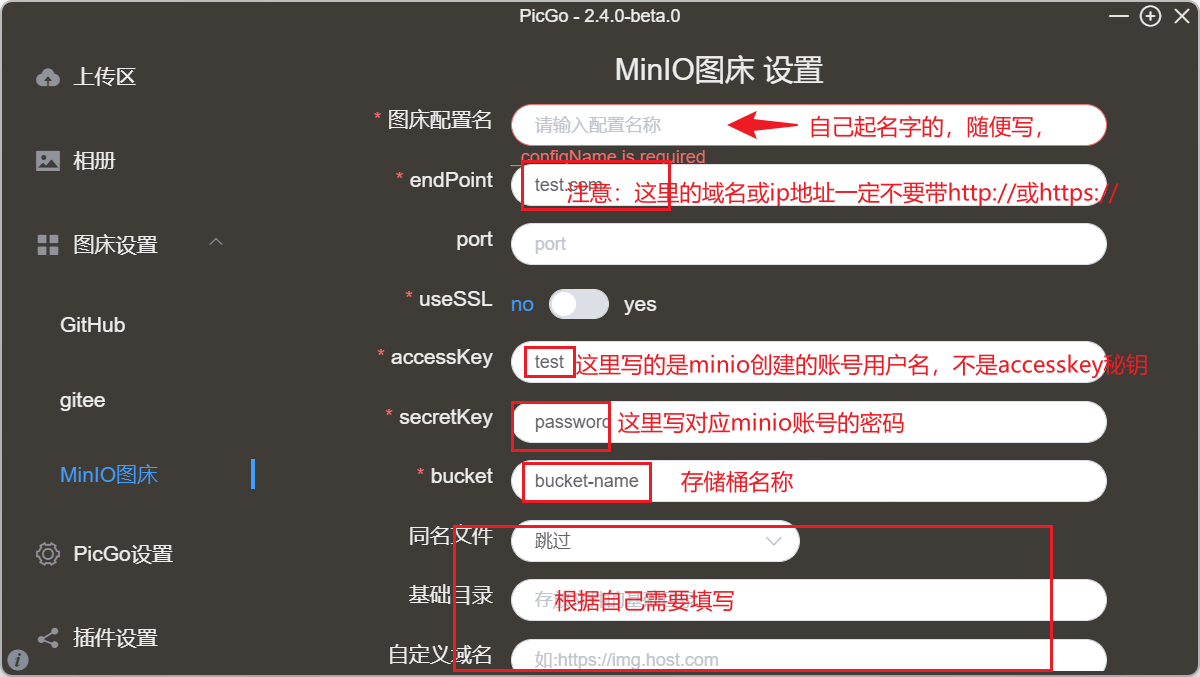 PicGo - 2.4.0-beta.0
上传区
相册
图床设置
GitHub
gitee
MinIO图床
PicGo设置
插件设置
MinIO图床 设置
* 图床配置名
请输入配置名称
自己起名字的，随便写，
_configName is required
* endPoint
test.com
注意：这里的域名或ip地址一定不要带http://或https://
port
port
* useSSL
no
yes
* accessKey
test
这里写的是minio创建的账号用户名，不是accesskey秘钥
* secretKey
password
这里写对应minio账号的密码
* bucket
bucket-name
存储桶名称
同名文件
跳过
基础目录
根据自己需要填写
自定义域名
如:https://img.host.com